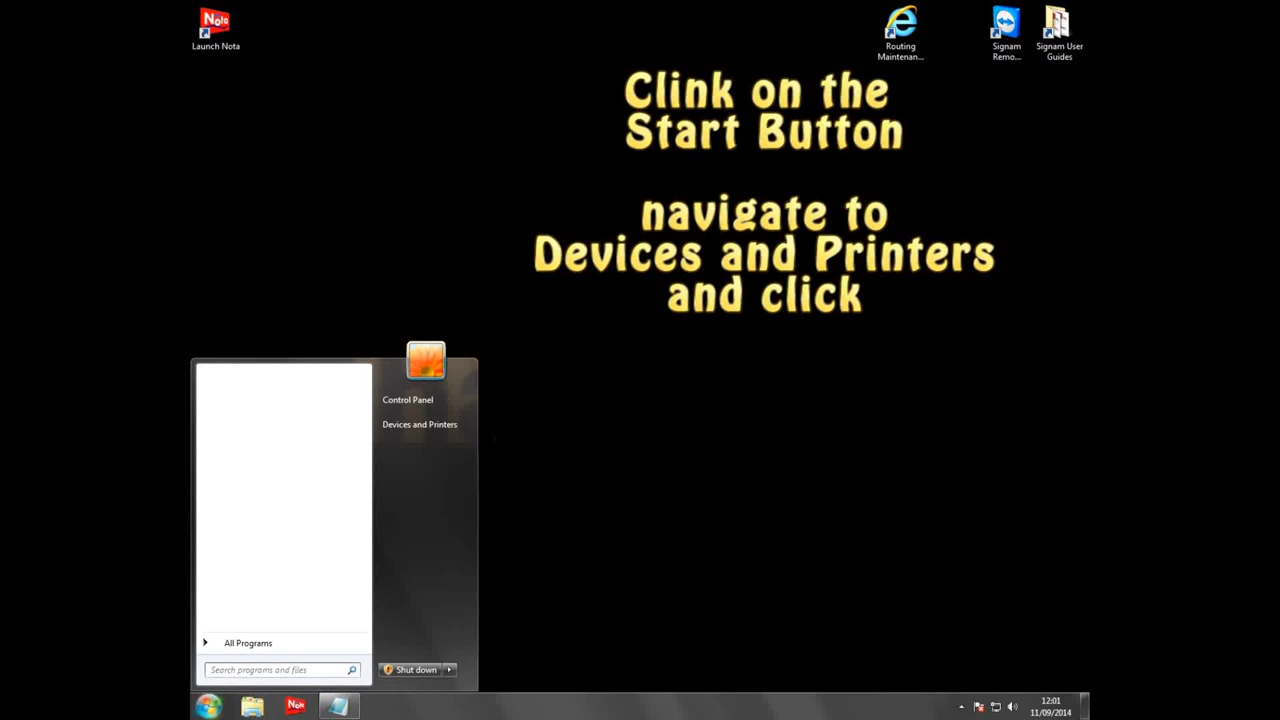 Nota
Launch Nota
Routing
Maintenan...
Signam
Remo...
Signam User
Guides
Clink on the
Start Button
navigate to
Devices and Printers
and click
Control Panel
Devices and Printers
All Programs
Search programs and files
Shut down
Nota
12:01
11/09/2014